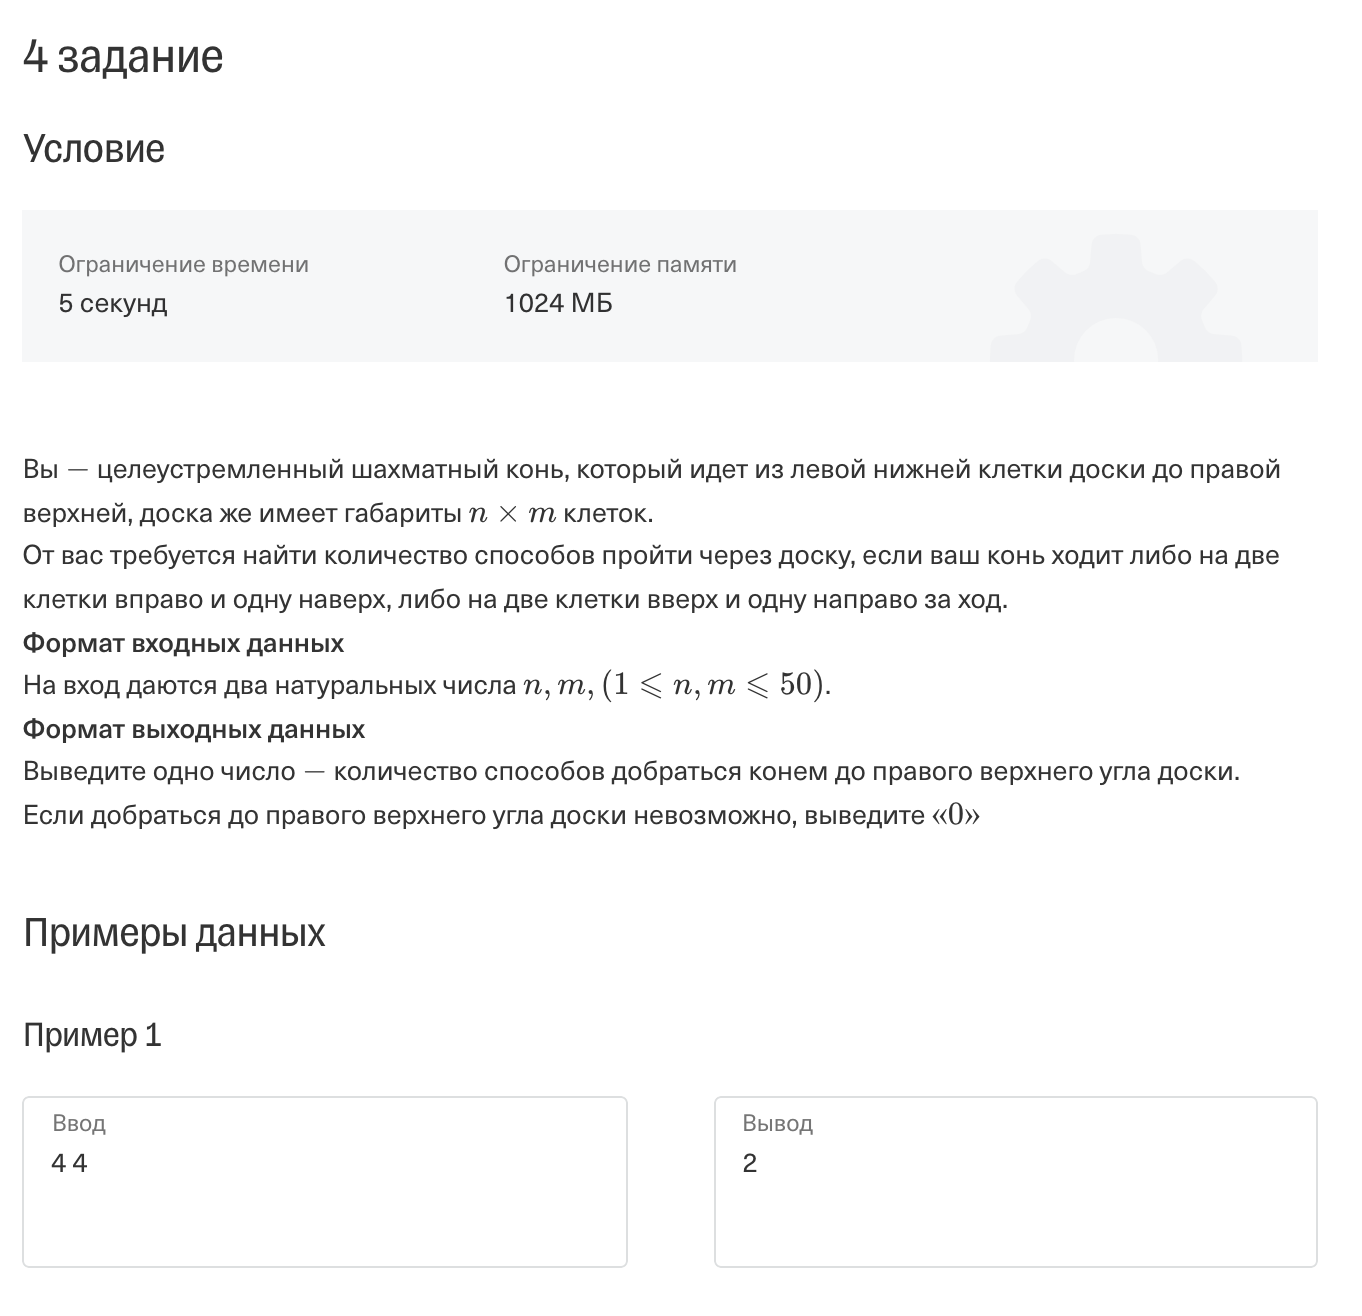 4 задание
Условие
Ограничение времени
5 секунд
Ограничение памяти
1024 МБ
Вы — целеустремленный шахматный конь, который идет из левой нижней клетки доски до правой
верхней, доска же имеет габариты n × m клеток.
От вас требуется найти количество способов пройти через доску, если ваш конь ходит либо на две
клетки вправо и одну наверх, либо на две клетки вверх и одну направо за ход.
Формат входных данных
На вход даются два натуральных числа n, m, (1 ⩽ n, m ⩽ 50).
Формат выходных данных
Выведите одно число — количество способов добраться конем до правого верхнего угла доски.
Если добраться до правого верхнего угла доски невозможно, выведите «0»
Примеры данных
Пример 1
Ввод
4 4
Вывод
2